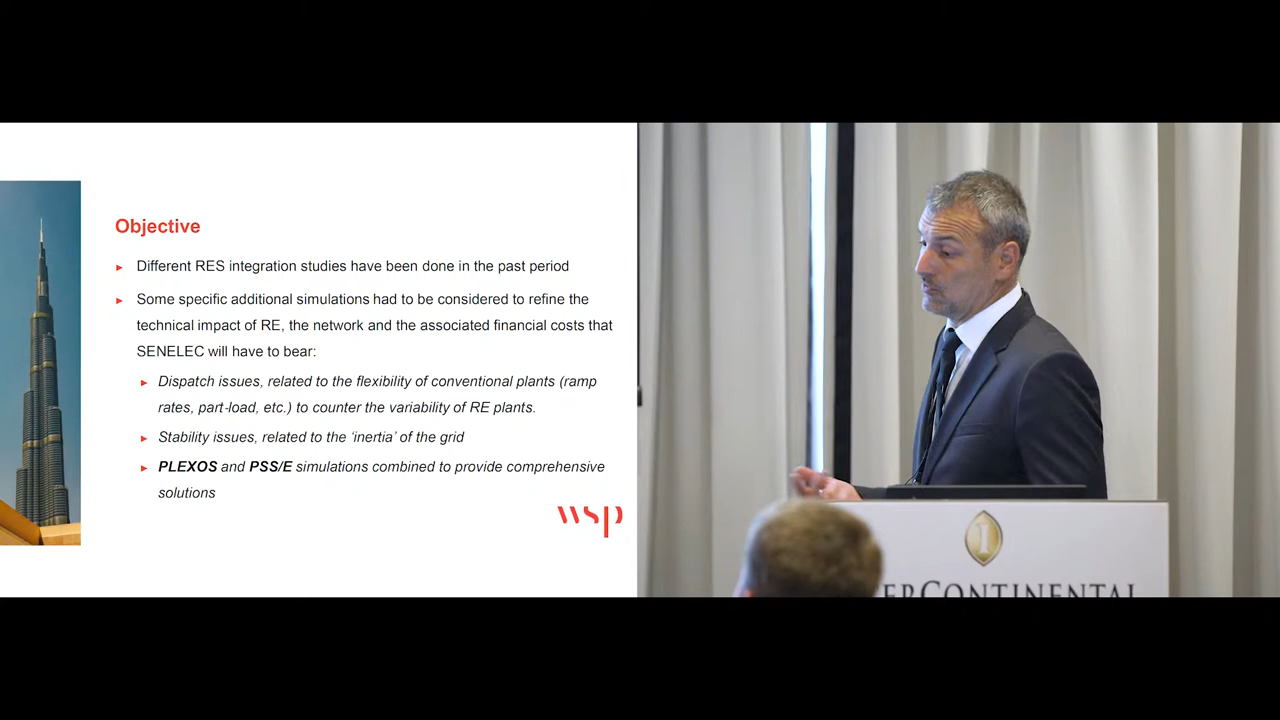 Objective
► Different RES integration studies have been done in the past period
► Some specific additional simulations had to be considered to refine the
technical impact of RE, the network and the associated financial costs that
SENELEC will have to bear:
► Dispatch issues, related to the flexibility of conventional plants (ramp
rates, part-load, etc.) to counter the variability of RE plants.
► Stability issues, related to the ‘inertia’ of the grid
► PLEXOS and PSS/E simulations combined to provide comprehensive
solutions
wsp
ERCONTINENTAL